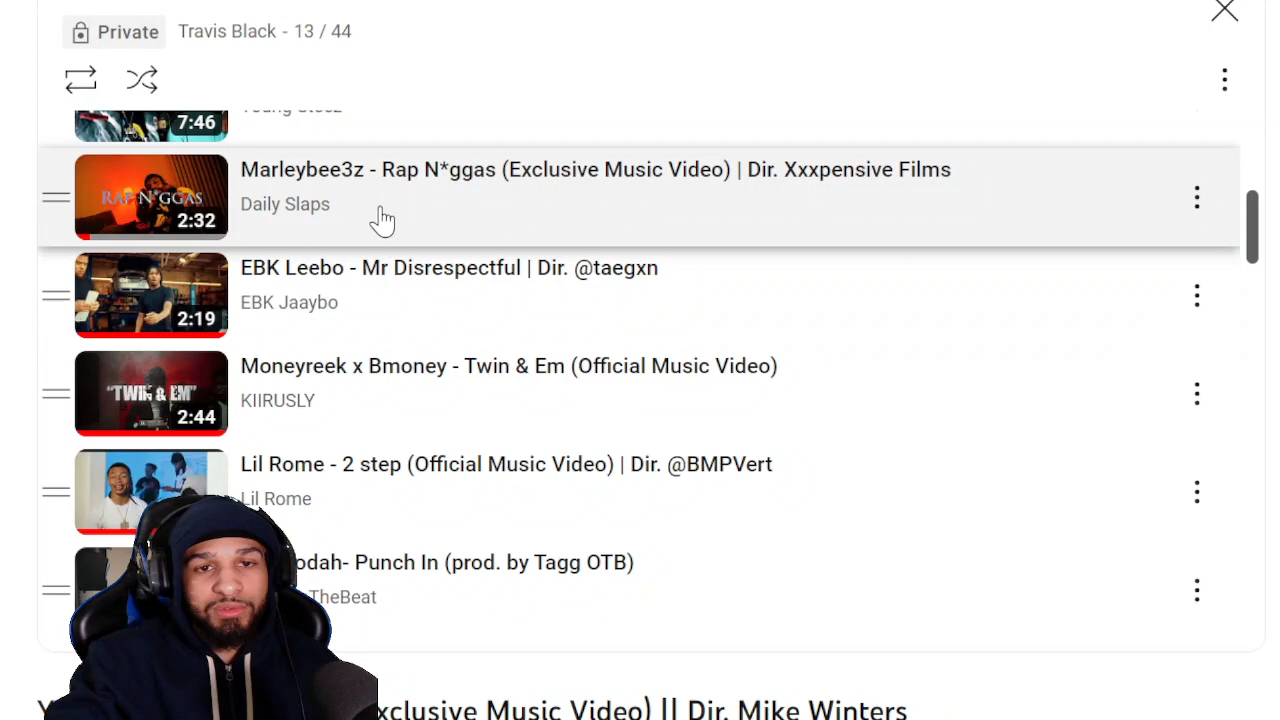 Private
Travis Black - 13 / 44
7:46
Marleybee3z - Rap N*ggas (Exclusive Music Video) | Dir. Xxxpensive Films
RAP N*GGAS
2:32
Daily Slaps
EBK Leebo - Mr Disrespectful | Dir. @taegxn
2:19
EBK Jaaybo
Moneyreek x Bmoney - Twin & Em (Official Music Video)
"TWIN & EM"
2:44
KIIRUSLY
Lil Rome - 2 step (Official Music Video) | Dir. @BMPVert
Lil Rome
Punch In (prod. by Tagg OTB)
TheBeat
Music Video) || Dir. Mike Winters